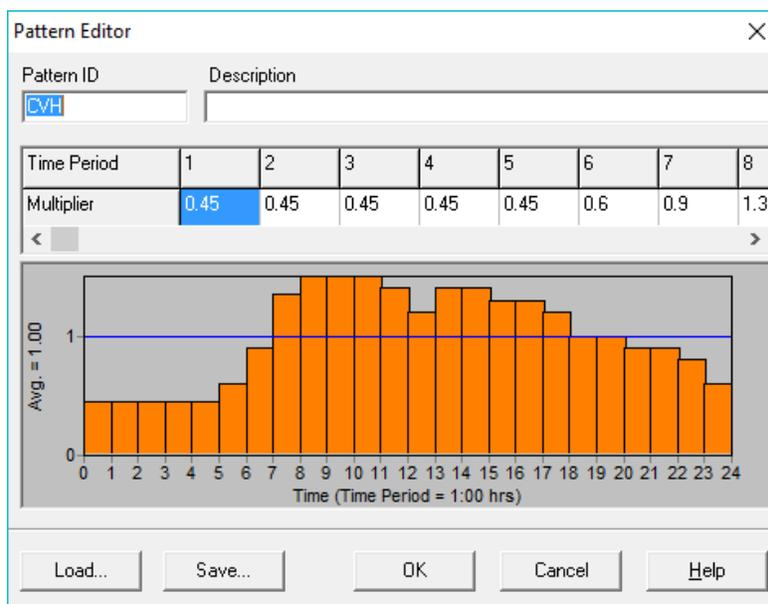 Pattern Editor
Pattern ID Description
CVH
Time Period 1 2 3 4 5 6 7 8
Multiplier 0.45 0.45 0.45 0.45 0.45 0.6 0.9 1.3
Avg. = 1.00
1
0
0 1 2 3 4 5 6 7 8 9 10 11 12 13 14 15 16 17 18 19 20 21 22 23 24
Time (Time Period = 1:00 hrs)
Load... Save... OK Cancel Help